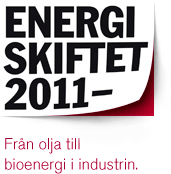 ENERGI
SKIFTET
2011–
Från olja till
bioenergi i industrin.